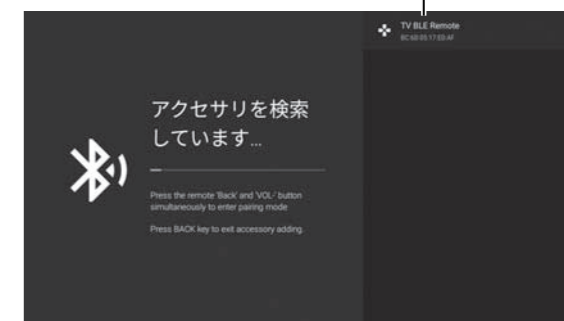 アクセサリを検索
しています...
Press the remote 'Back' and 'VOL-' button
simultaneously to enter pairing mode
Press BACK key to exit accessory adding.
TV BLE Remote